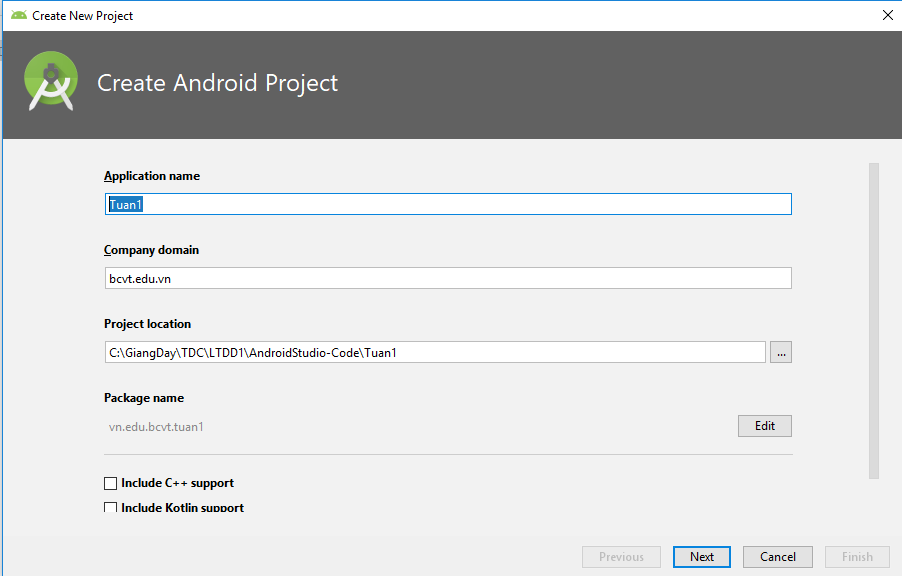 Create New Project
Create Android Project
Application name
Tuan1
Company domain
bcvt.edu.vn
Project location
C:\GiangDay\TDC\LTDD1\AndroidStudio-Code\Tuan1
...
Package name
vn.edu.bcvt.tuan1
Edit
Include C++ support
Include Kotlin support
Previous Next Cancel Finish